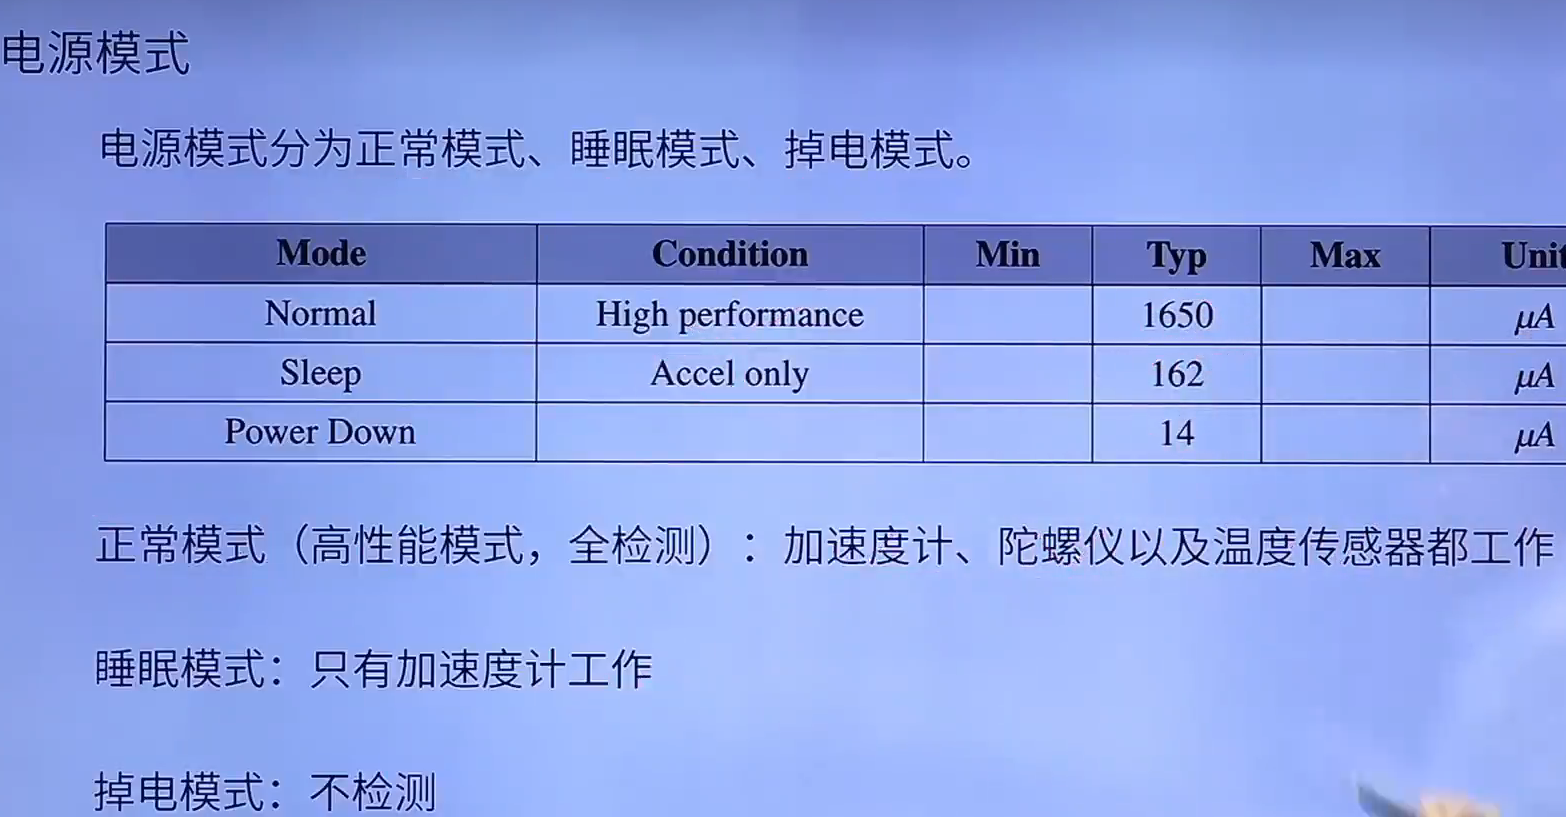 电源模式
电源模式分为正常模式、睡眠模式、掉电模式。
Mode Condition Min Typ Max Unit
Normal High performance 1650 μA
Sleep Accel only 162 μA
Power Down 14 μA
正常模式（高性能模式，全检测）：加速度计、陀螺仪以及温度传感器都工作
睡眠模式：只有加速度计工作
掉电模式：不检测